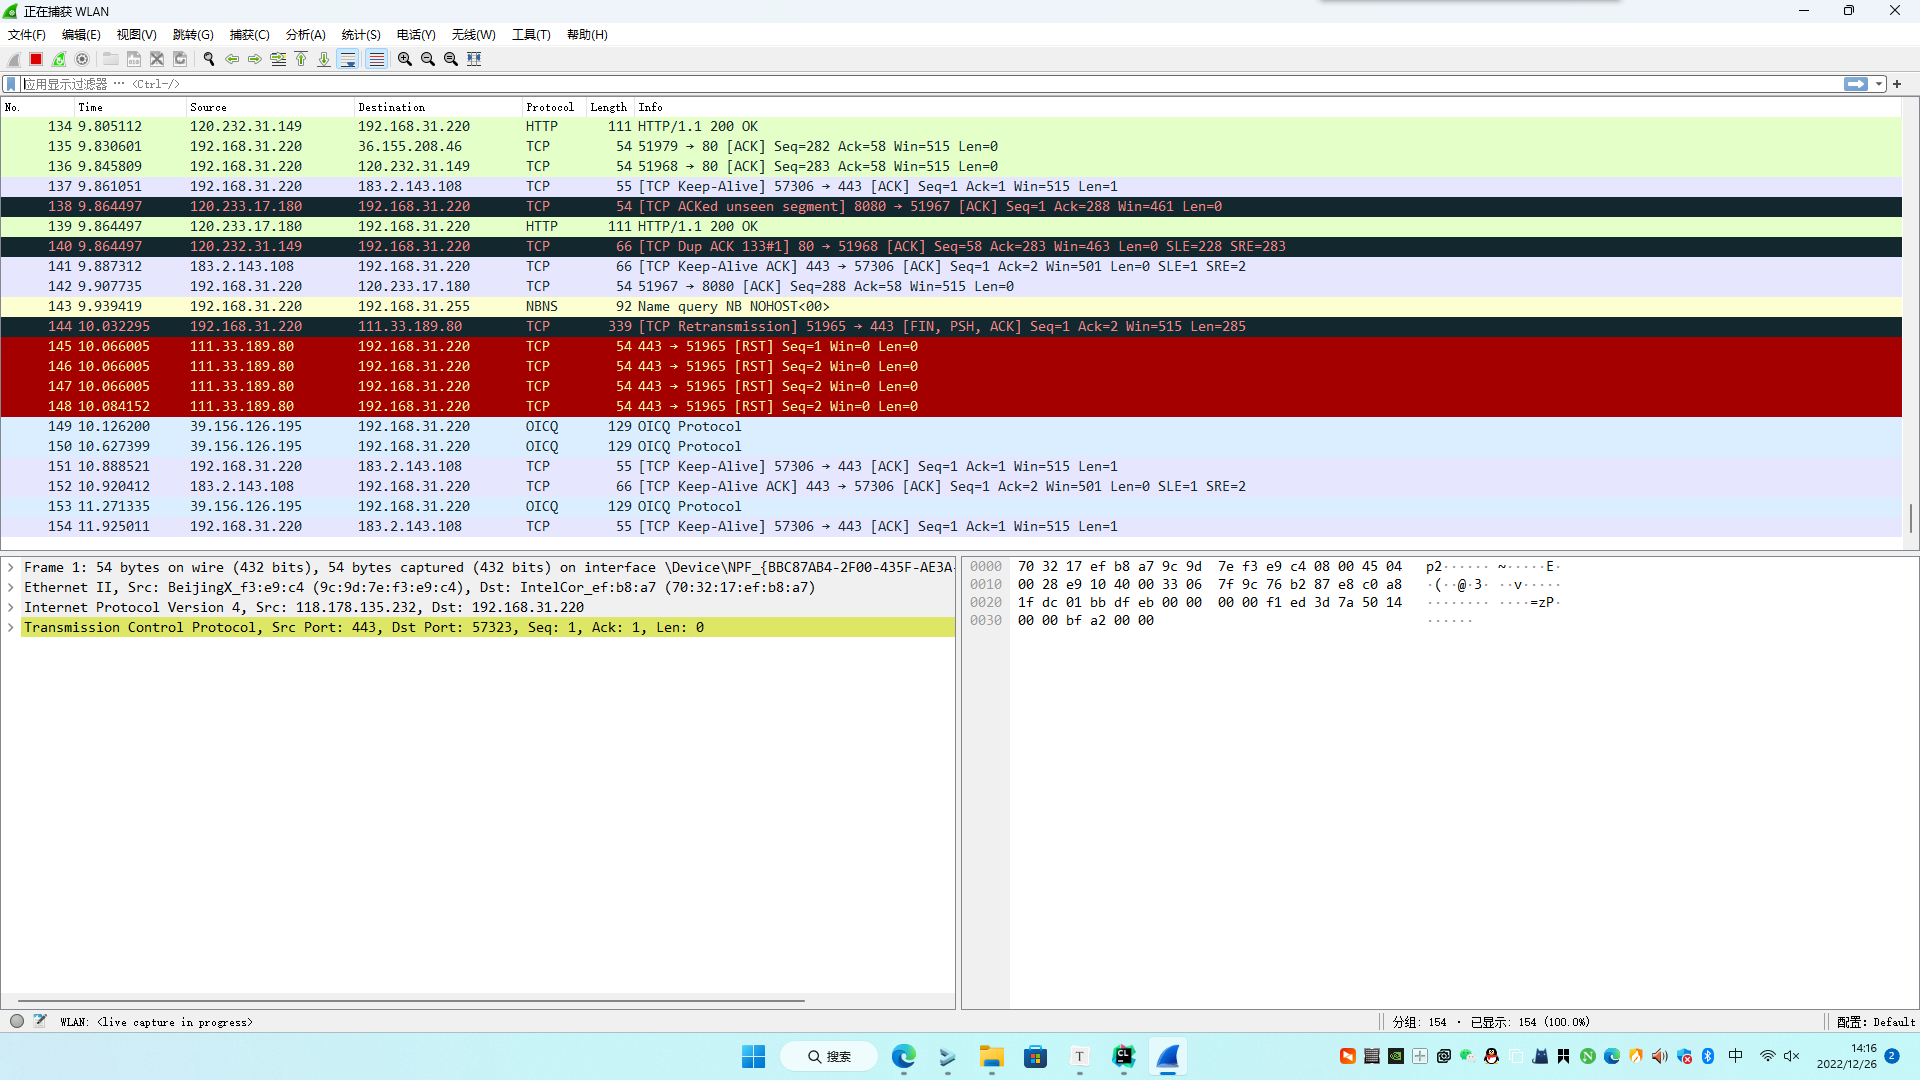 正在捕获 WLAN
文件(F) 编辑(E) 视图(V) 跳转(G) 捕获(C) 分析(A) 统计(S) 电话(Y) 无线(W) 工具(T) 帮助(H)
应用显示过滤器 … <Ctrl-/>
No. Time Source Destination Protocol Length Info
134 9.805112 120.232.31.149 192.168.31.220 HTTP 111 HTTP/1.1 200 OK
135 9.830601 192.168.31.220 36.155.208.46 TCP 54 51979 → 80 [ACK] Seq=282 Ack=58 Win=515 Len=0
136 9.845809 192.168.31.220 120.232.31.149 TCP 54 51968 → 80 [ACK] Seq=283 Ack=58 Win=515 Len=0
137 9.861051 192.168.31.220 183.2.143.108 TCP 55 [TCP Keep-Alive] 57306 → 443 [ACK] Seq=1 Ack=1 Win=515 Len=1
138 9.864497 120.233.17.180 192.168.31.220 TCP 54 [TCP ACKed unseen segment] 8080 → 51967 [ACK] Seq=1 Ack=288 Win=461 Len=0
139 9.864497 120.233.17.180 192.168.31.220 HTTP 111 HTTP/1.1 200 OK
140 9.864497 120.232.31.149 192.168.31.220 TCP 66 [TCP Dup ACK 133#1] 80 → 51968 [ACK] Seq=58 Ack=283 Win=463 Len=0 SLE=228 SRE=283
141 9.887312 183.2.143.108 192.168.31.220 TCP 66 [TCP Keep-Alive ACK] 443 → 57306 [ACK] Seq=1 Ack=2 Win=501 Len=0 SLE=1 SRE=2
142 9.907735 192.168.31.220 120.233.17.180 TCP 54 51967 → 8080 [ACK] Seq=288 Ack=58 Win=515 Len=0
143 9.939419 192.168.31.220 192.168.31.255 NBNS 92 Name query NB NOHOST<00>
144 10.032295 192.168.31.220 111.33.189.80 TCP 339 [TCP Retransmission] 51965 → 443 [FIN, PSH, ACK] Seq=1 Ack=2 Win=515 Len=285
145 10.066005 111.33.189.80 192.168.31.220 TCP 54 443 → 51965 [RST] Seq=1 Win=0 Len=0
146 10.066005 111.33.189.80 192.168.31.220 TCP 54 443 → 51965 [RST] Seq=2 Win=0 Len=0
147 10.066005 111.33.189.80 192.168.31.220 TCP 54 443 → 51965 [RST] Seq=2 Win=0 Len=0
148 10.084152 111.33.189.80 192.168.31.220 TCP 54 443 → 51965 [RST] Seq=2 Win=0 Len=0
149 10.126200 39.156.126.195 192.168.31.220 OICQ 129 OICQ Protocol
150 10.627399 39.156.126.195 192.168.31.220 OICQ 129 OICQ Protocol
151 10.888521 192.168.31.220 183.2.143.108 TCP 55 [TCP Keep-Alive] 57306 → 443 [ACK] Seq=1 Ack=1 Win=515 Len=1
152 10.920412 183.2.143.108 192.168.31.220 TCP 66 [TCP Keep-Alive ACK] 443 → 57306 [ACK] Seq=1 Ack=2 Win=501 Len=0 SLE=1 SRE=2
153 11.271335 39.156.126.195 192.168.31.220 OICQ 129 OICQ Protocol
154 11.925011 192.168.31.220 183.2.143.108 TCP 55 [TCP Keep-Alive] 57306 → 443 [ACK] Seq=1 Ack=1 Win=515 Len=1
Frame 1: 54 bytes on wire (432 bits), 54 bytes captured (432 bits) on interface \Device\NPF_{BBC87AB4-2F00-435F-AE3A-
Ethernet II, Src: BeijingX_f3:e9:c4 (9c:9d:7e:f3:e9:c4), Dst: IntelCor_ef:b8:a7 (70:32:17:ef:b8:a7)
Internet Protocol Version 4, Src: 118.178.135.232, Dst: 192.168.31.220
Transmission Control Protocol, Src Port: 443, Dst Port: 57323, Seq: 1, Ack: 1, Len: 0
0000 70 32 17 ef b8 a7 9c 9d 7e f3 e9 c4 08 00 45 04 p2······ ~·····E·
0010 00 28 e9 10 40 00 33 06 7f 9c 76 b2 87 e8 c0 a8 ·(··@·3· ··v·····
0020 1f dc 01 bb df eb 00 00 00 00 f1 ed 3d 7a 50 14 ········ ····=zP·
0030 00 00 bf a2 00 00 ······
WLAN: <live capture in progress> 分组: 154 · 已显示: 154 (100.0%) 配置: Default
搜索
T
CL
N
中
14:16
2022/12/26
2